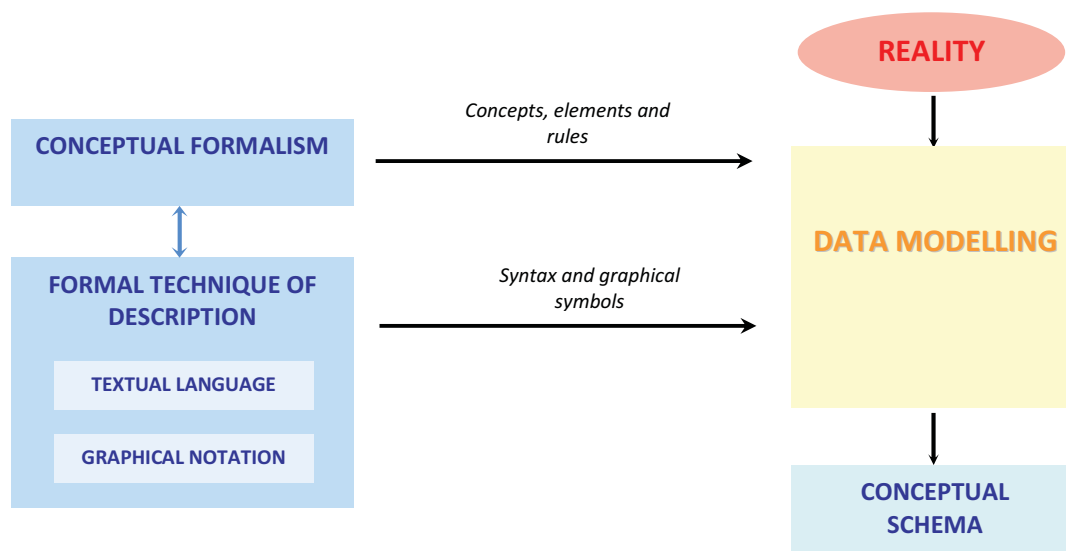 REALITY
Concepts, elements and
rules
CONCEPTUAL FORMALISM
DATA MODELLING
FORMAL TECHNIQUE OF
DESCRIPTION
Syntax and graphical
symbols
TEXTUAL LANGUAGE
GRAPHICAL NOTATION
CONCEPTUAL
SCHEMA